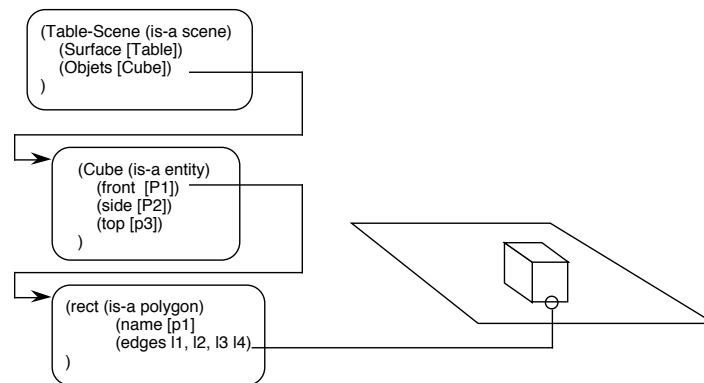 (Table-Scene (is-a scene)
(Surface [Table])
(Objets [Cube])
)
(Cube (is-a entity)
(front [P1])
(side [P2])
(top [p3])
)
(rect (is-a polygon)
(name [p1]
(edges l1, l2, l3 l4)
)